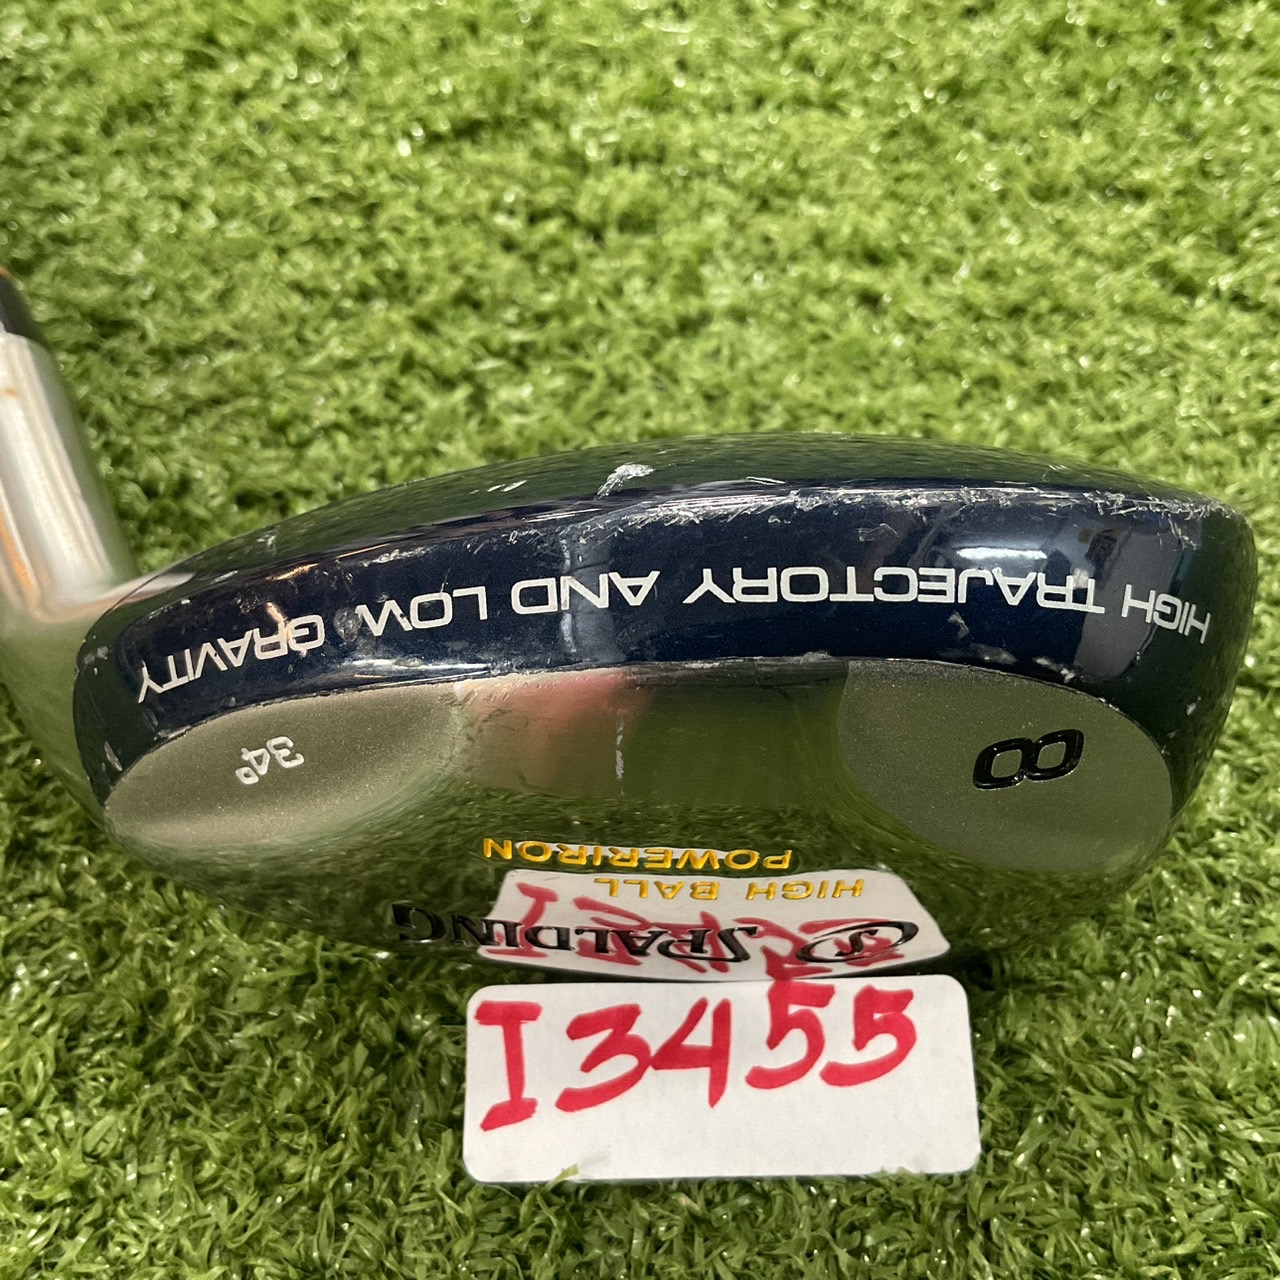 SPALDING
HIGH BALL
POWERIRON
8
34°
HIGH TRAJECTORY AND LOW GRAVITY
I3455